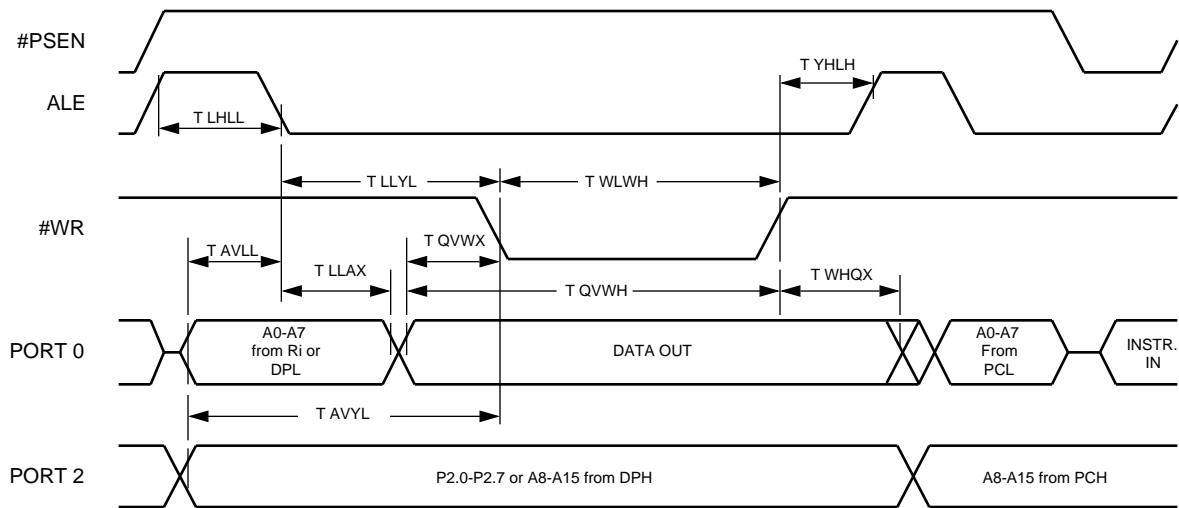 #PSEN
T YHLH
ALE
T LHLL
T LLYL
T WLWH
#WR
T AVLL
T QVWX
T LLAX
T WHQX
T QVWH
PORT 0
A0-A7
from Ri or
DPL
DATA OUT
A0-A7
From
PCL
INSTR.
IN
T AVYL
PORT 2
P2.0-P2.7 or A8-A15 from DPH
A8-A15 from PCH